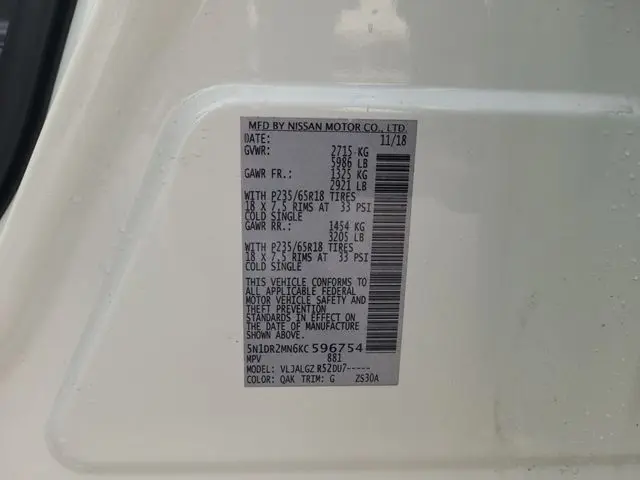 MFD BY NISSAN MOTOR CO., LTD.
DATE: 11/18
GVWR: 2715 KG
5986 LB
GAWR FR.: 1325 KG
2921 LB
WITH P235/65R18 TIRES
18 X 7.5 RIMS AT 33 PSI
COLD SINGLE
GAWR RR.: 1454 KG
3205 LB
WITH P235/65R18 TIRES
18 X 7.5 RIMS AT 33 PSI
COLD SINGLE
THIS VEHICLE CONFORMS TO
ALL APPLICABLE FEDERAL
MOTOR VEHICLE SAFETY AND
THEFT PREVENTION
STANDARDS IN EFFECT ON
THE DATE OF MANUFACTURE
SHOWN ABOVE.
5N1DR2MN6KC 596754
MPV 881
MODEL: VLJALGZ R52DU7-----
COLOR: QAK TRIM: G ZS30A